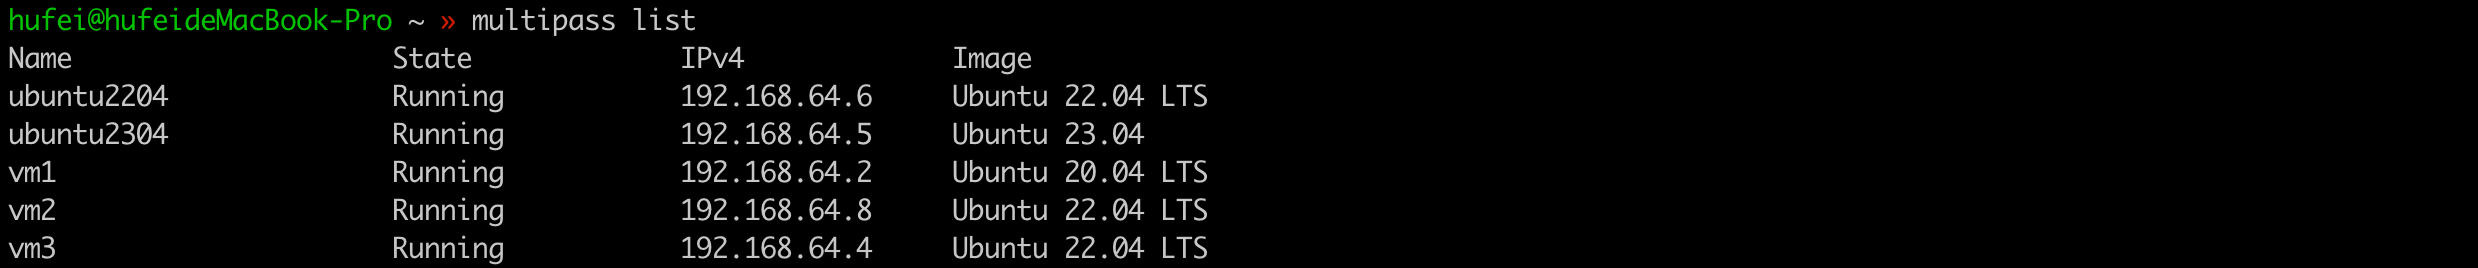 hufei@hufeideMacBook-Pro ~ » multipass list
Name                    State             IPv4             Image
ubuntu2204              Running           192.168.64.6     Ubuntu 22.04 LTS
ubuntu2304              Running           192.168.64.5     Ubuntu 23.04
vm1                     Running           192.168.64.2     Ubuntu 20.04 LTS
vm2                     Running           192.168.64.8     Ubuntu 22.04 LTS
vm3                     Running           192.168.64.4     Ubuntu 22.04 LTS